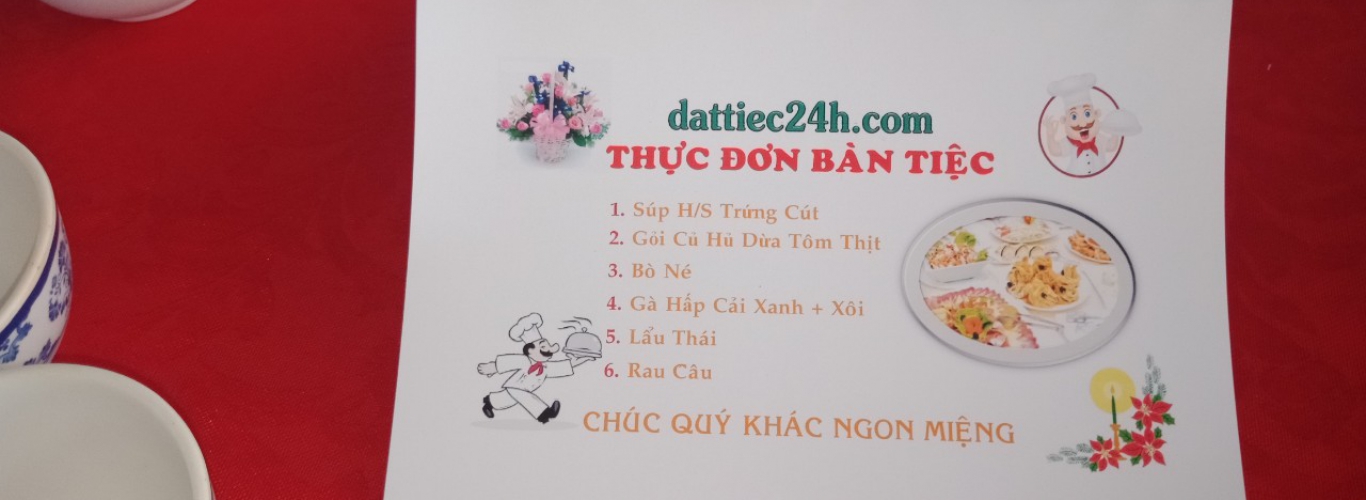 dattiec24h.com
THỰC ĐƠN BÀN TIỆC
1. Súp H/S Trứng Cút
2. Gỏi Củ Hủ Dừa Tôm Thịt
3. Bò Né
4. Gà Hấp Cải Xanh + Xôi
5. Lẩu Thái
6. Rau Câu
CHÚC QUÝ KHÁC NGON MIỆNG